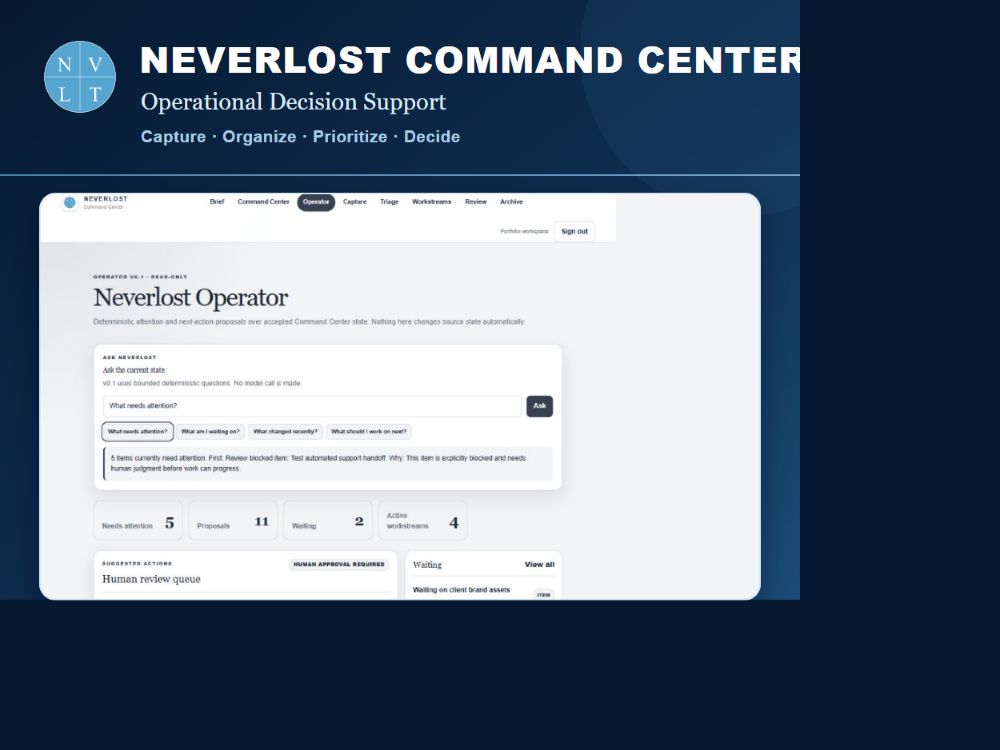 N V
L T
NEVERLOST COMMAND CENTER
Operational Decision Support
Capture · Organize · Prioritize · Decide
NEVERLOST
Command Center
Brief Command Center Operator Capture Triage Workstreams Review Archive
Portfolio workspace Sign out
OPERATOR V0.1 · READ-ONLY
Neverlost Operator
Deterministic attention and next-action proposals over accepted Command Center state. Nothing here changes source state automatically.
ASK NEVERLOST
Ask the current state
v0.1 uses bounded deterministic questions. No model call is made.
What needs attention? Ask
What needs attention? What am I waiting on? What changed recently? What should I work on next?
5 items currently need attention. First: Review blocked item: Test automated support handoff. Why: This item is explicitly blocked and needs
human judgment before work can progress.
Needs attention 5 Proposals 11 Waiting 2 Active workstreams 4
SUGGESTED ACTIONS HUMAN APPROVAL REQUIRED
Human review queue
Waiting View all
Waiting on client brand assets ITEM